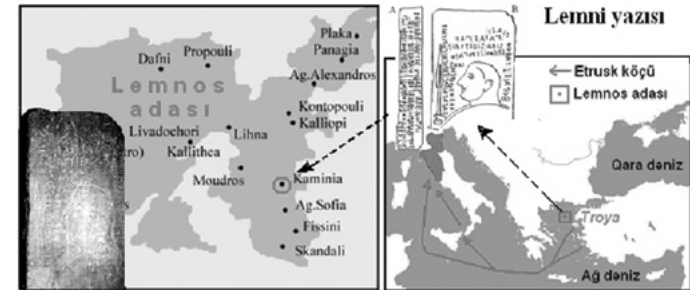 Lemni yazısı
A
B
Plaka
Panagia
Dafni
Propouli
Ag.Alexandros
Lemnos
adası
Kontopouli
Kalliopi
Livadochori
Lihna
Kallithea
Moudros
Kaminia
Ag.Sofia
Fissini
Skandali
Etrusk köçü
Lemnos adası
Qara dəniz
Troya
Ağ dəniz